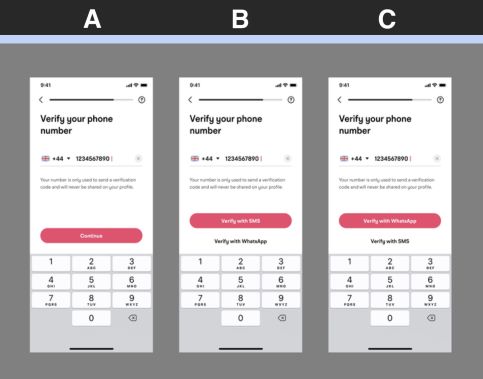 A
B
C
9:41
Verify your phone
number
+44
1234567890
Your number is only used to send a verification
code and will never be shared on your profile.
Continue
1
2
ABC
3
DEF
4
GHI
5
JKL
6
MNO
7
PQRS
8
TUV
9
WXYZ
0
9:41
Verify your phone
number
+44
1234567890
Your number is only used to send a verification
code and will never be shared on your profile.
Verify with SMS
Verify with WhatsApp
1
2
ABC
3
DEF
4
GHI
5
JKL
6
MNO
7
PQRS
8
TUV
9
WXYZ
0
9:41
Verify your phone
number
+44
1234567890
Your number is only used to send a verification
code and will never be shared on your profile.
Verify with WhatsApp
Verify with SMS
1
2
ABC
3
DEF
4
GHI
5
JKL
6
MNO
7
PQRS
8
TUV
9
WXYZ
0